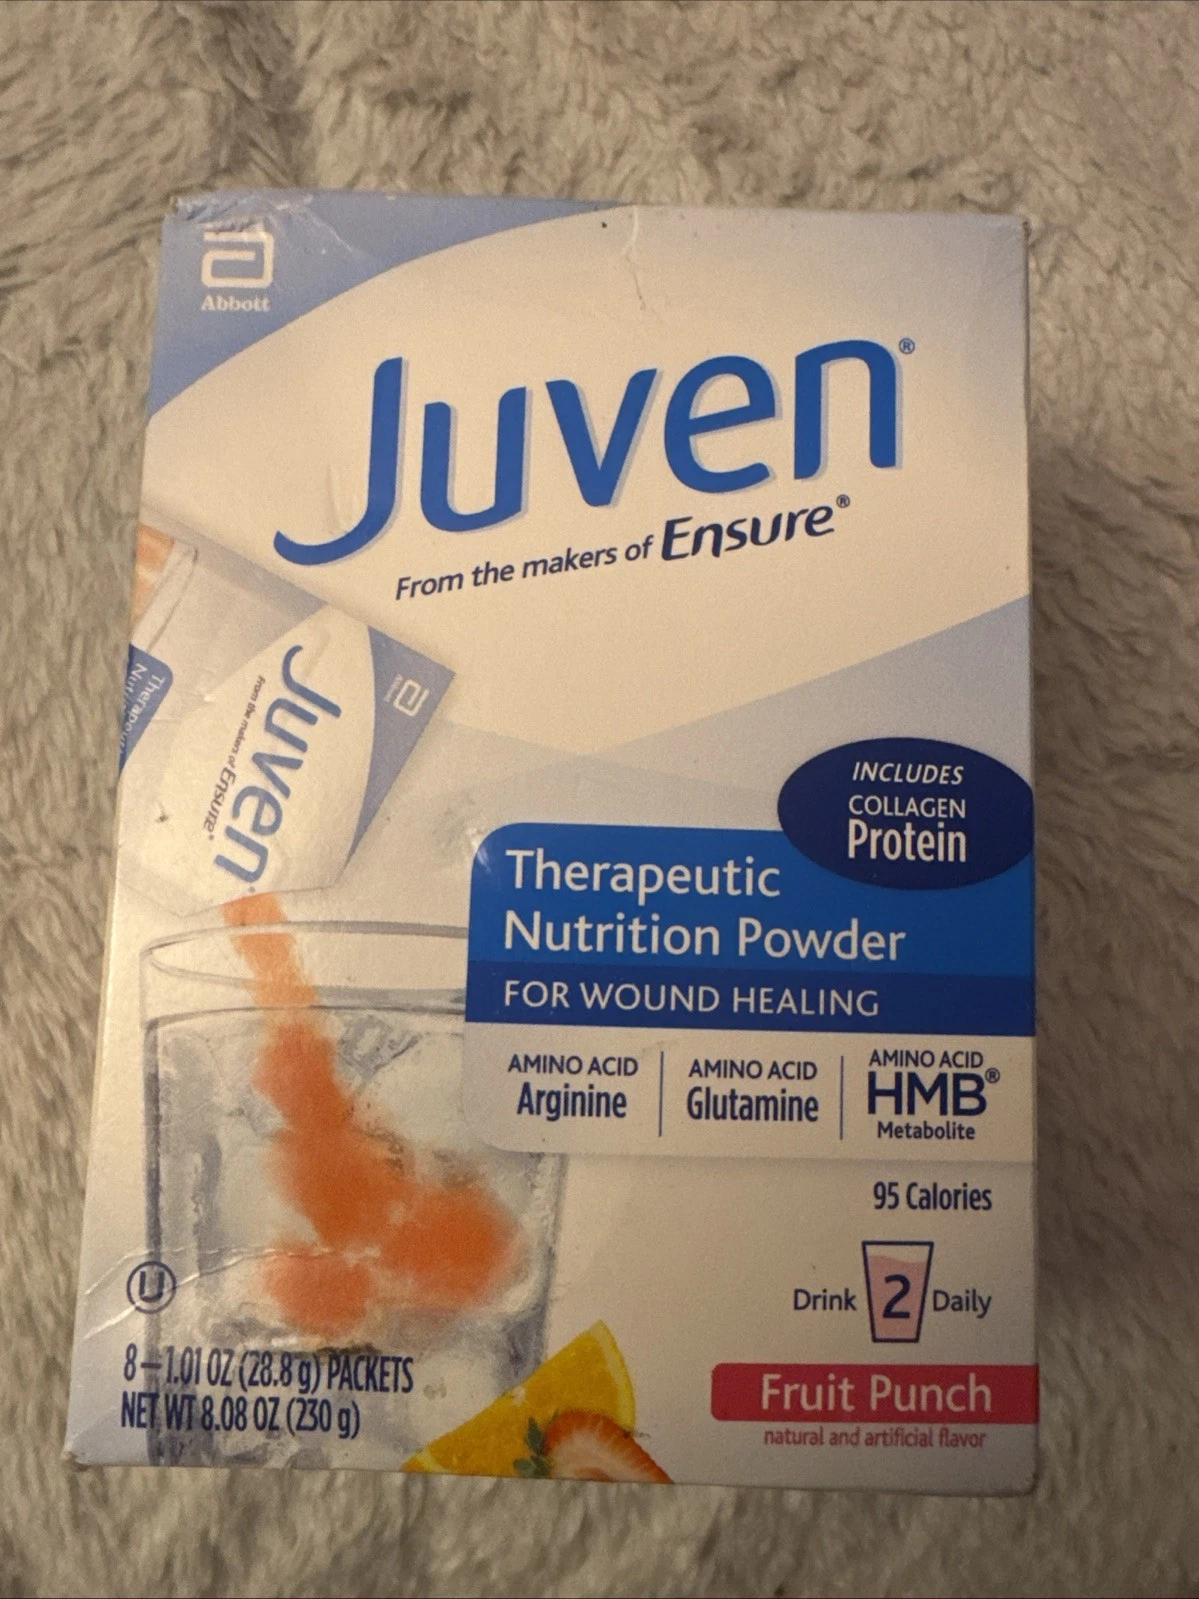 Abbott
Juven®
From the makers of Ensure®
Therapeutic
Abbott
Juven
from the makers of Ensure®
INCLUDES
COLLAGEN
Protein
Therapeutic
Nutrition Powder
FOR WOUND HEALING
AMINO ACID
Arginine
AMINO ACID
Glutamine
AMINO ACID
HMB®
Metabolite
95 Calories
Drink 2 Daily
U
8–1.01 OZ (28.8 g) PACKETS
NET WT 8.08 OZ (230 g)
Fruit Punch
natural and artificial flavor